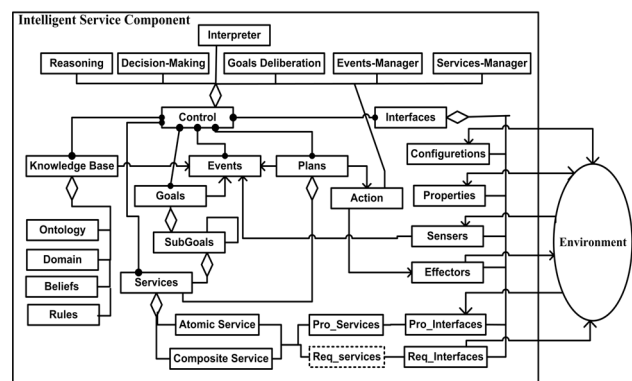 Intelligent Service Component
Interpreter
Reasoning
Decision-Making
Goals Deliberation
Events-Manager
Services-Manager
Control
Interfaces
Knowledge Base
Events
Plans
Configuretions
Goals
Action
Properties
Ontology
SubGoals
Sensers
Environment
Domain
Services
Effectors
Beliefs
Rules
Atomic Service
Pro_Services
Pro_Interfaces
Composite Service
Req_services
Req_Interfaces